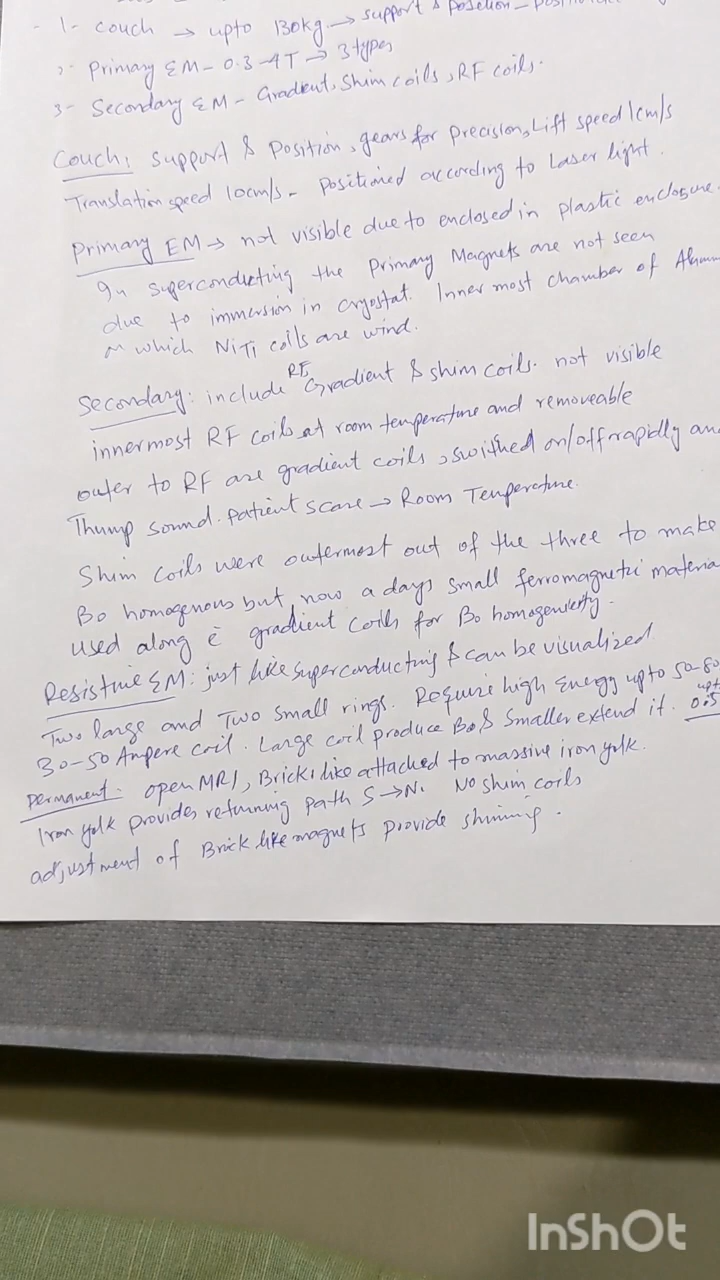 - 1- Couch → upto 130kg → support & position -
2- Primary EM - 0.3-4T → 3 types
3- Secondary EM - Gradient, Shim coils, RF coils.
Couch: Support & Position, gears for Precision, Lift speed 1cm/s
Translation speed 10cm/s - Positioned according to Laser light.
Primary EM → not visible due to enclosed in plastic enclosure.
In superconducting the Primary Magnets are not seen
due to immersion in cryostat. Inner most chamber of
which NiTi coils are wind.
Secondary: include RF Gradient & shim coils. not visible
innermost RF coils at room temperature and removeable
outer to RF are gradient coils, swithed on/off rapidly
Thump sound. Patient scare → Room Temperature.
Shim Coils were outermost out of the three to make
Bo homogenous but now a days small ferromagnetic
used along c̄ gradient coils for Bo
Resistive EM: just like superconducting & can be visualized
Two large and Two small rings. Require high Energy upto 50-80
30-50 Ampere coil. Large coil produce Bo & Smaller extend it. upto 0.5
Permanent: open MRI, Bricks like attached to massive iron yolk.
Iron yolk provides returning path S→N. No shim coils
adjustment of Brick like magnets provide shiming.
InShOt